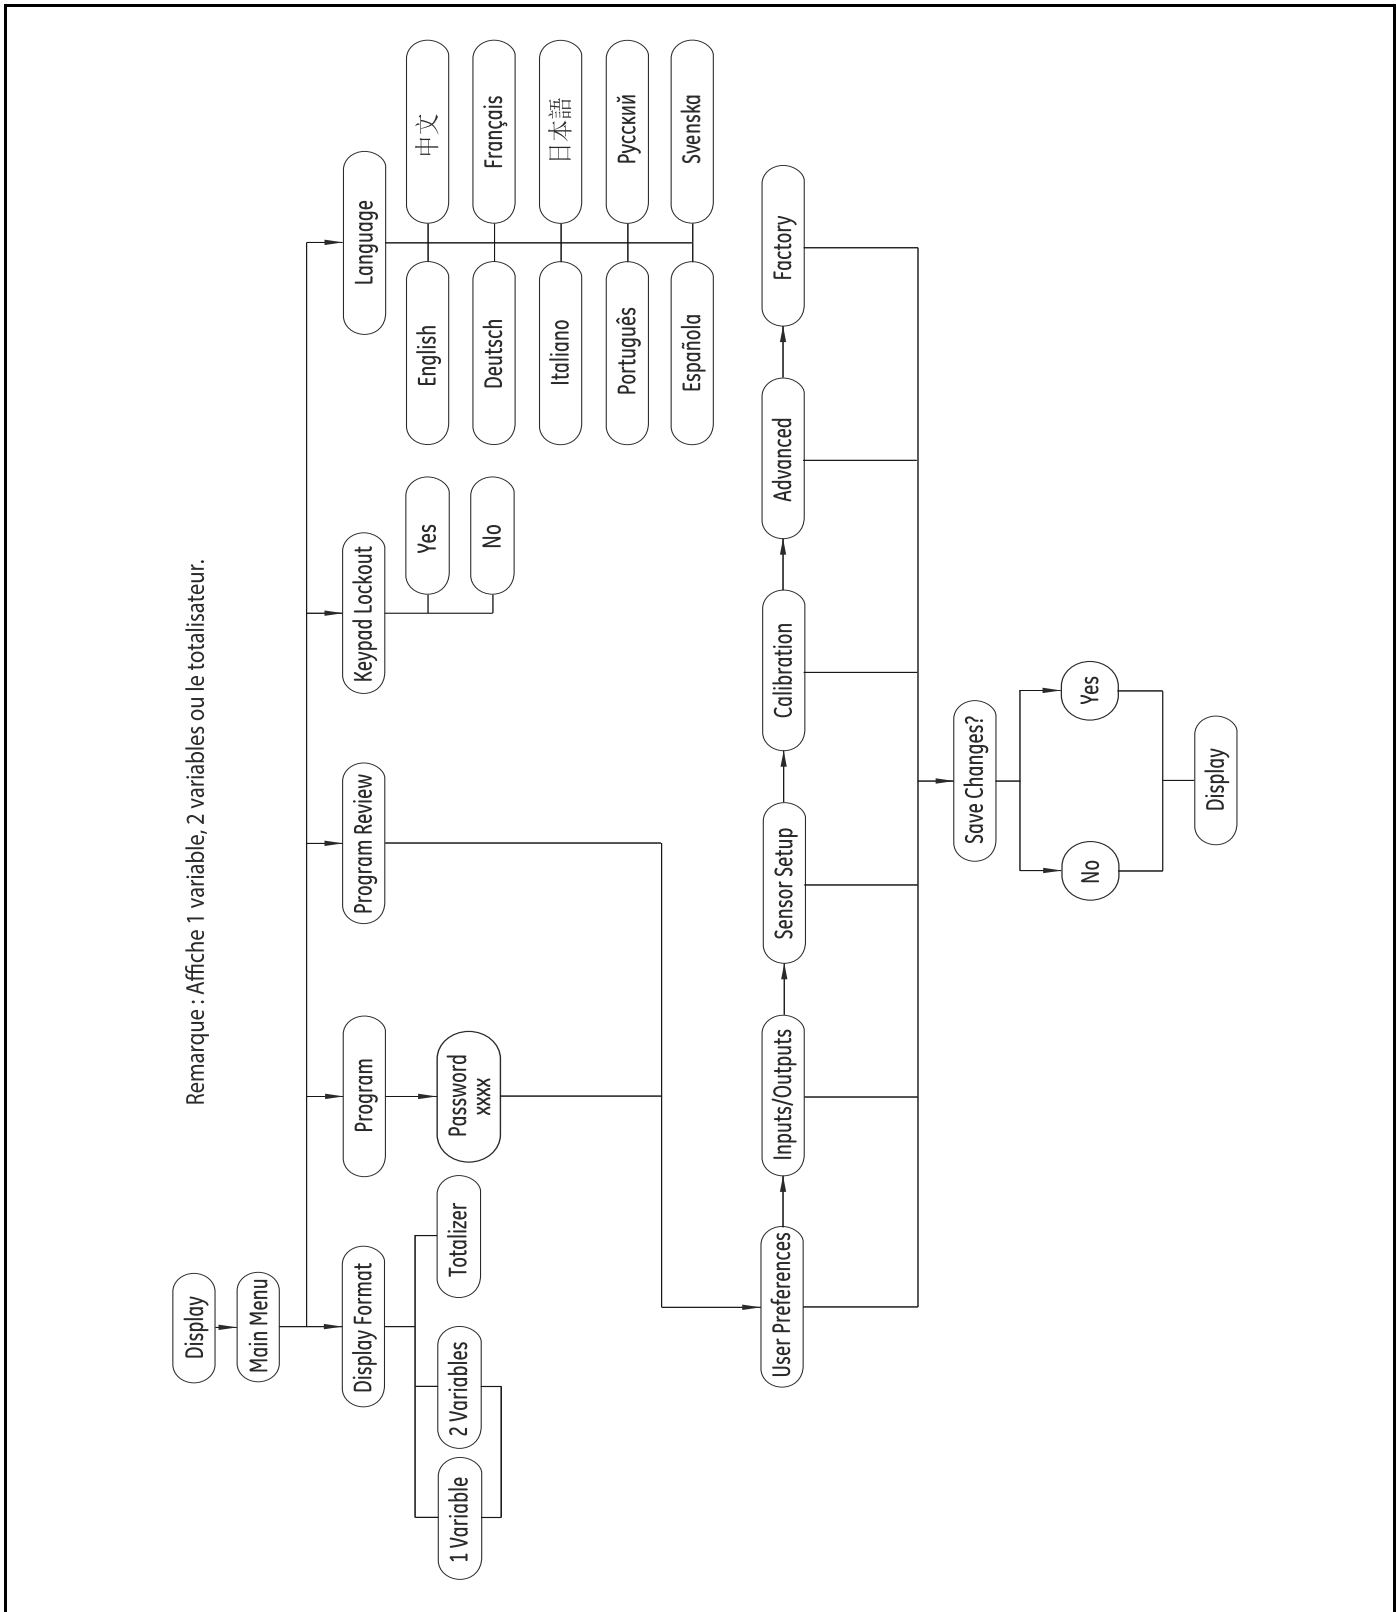 Remarque : Affiche 1 variable, 2 variables ou le totalisateur.
Display
Main Menu
Display Format
Program
Program Review
Keypad Lockout
Language
1 Variable
2 Variables
Totalizer
Password
xxxx
Yes
No
English
中文
Deutsch
Français
Italiano
日本語
Português
Русский
Española
Svenska
User Preferences
Inputs/Outputs
Sensor Setup
Calibration
Advanced
Factory
Save Changes?
No
Yes
Display